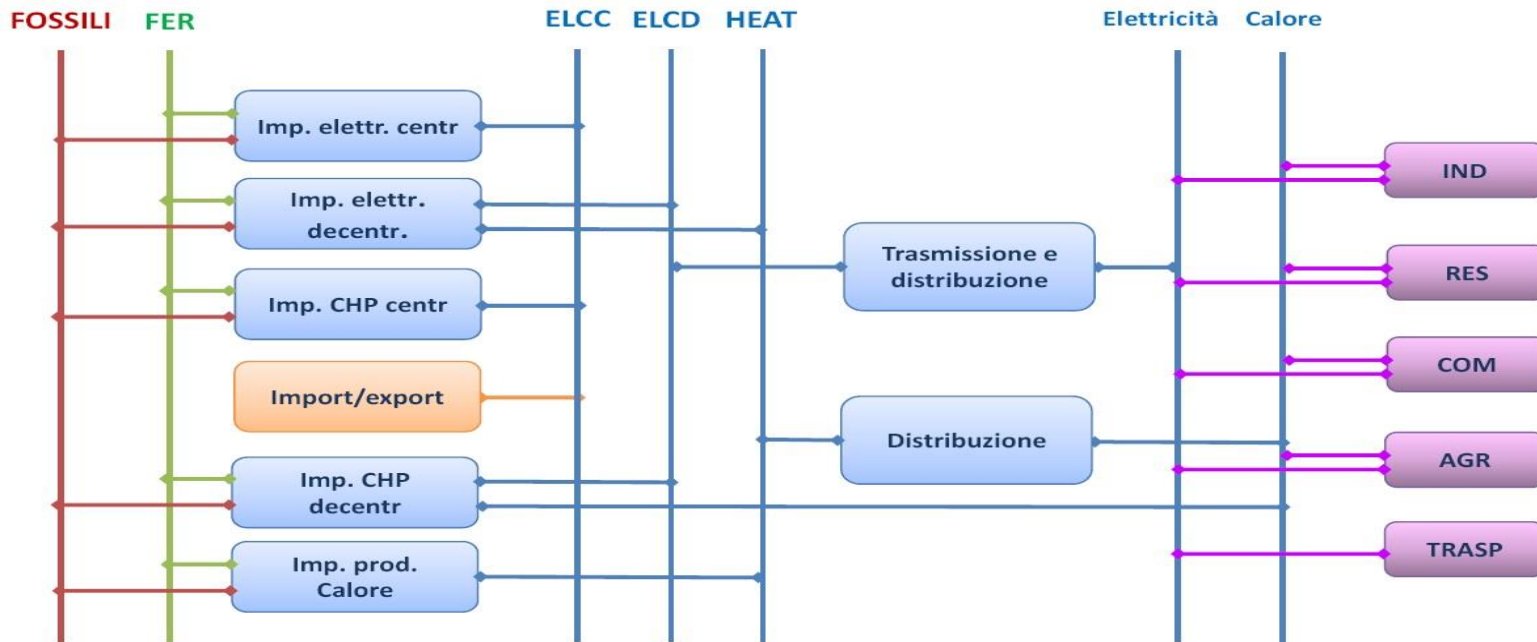 FOSSILI FER ELCC ELCD HEAT Elettricità Calore
Imp. elettr. centr
Imp. elettr.
decentr.
Imp. CHP centr
Import/export
Imp. CHP
decentr
Imp. prod.
Calore
Trasmissione e
distribuzione
Distribuzione
IND
RES
COM
AGR
TRASP